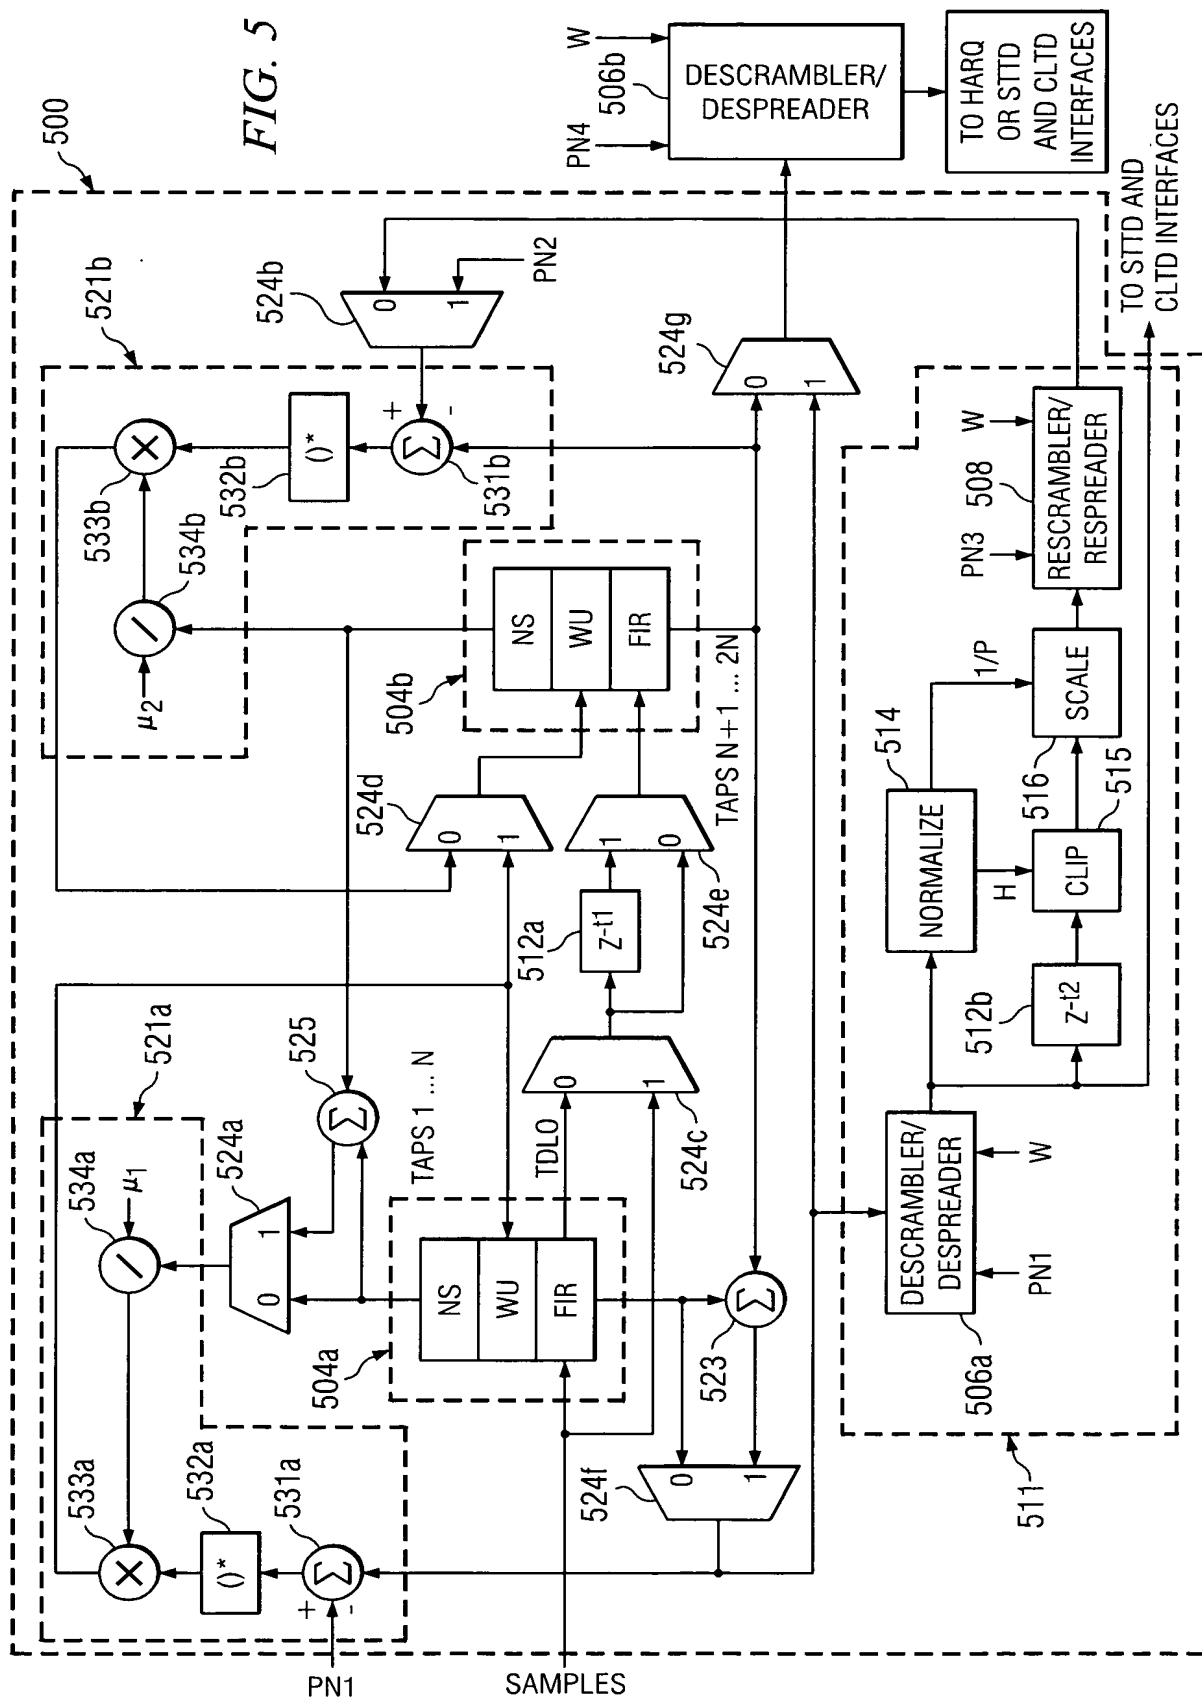 FIG. 5
500
521a
521b
533a
532a
()*
531a
Σ
+
-
PN1
534a
μ1
524a
0
1
525
Σ
TAPS 1 ... N
504a
NS
WU
FIR
TDLO
SAMPLES
524f
0
1
523
Σ
524c
0
1
512a
z-t1
524d
0
1
524e
1
0
504b
NS
WU
FIR
TAPS N+1 ... 2N
μ2
534b
533b
532b
()*
531b
Σ
+
-
524b
0
1
PN2
524g
0
1
PN4
W
506b
DESCRAMBLER/
DESPREADER
TO HARQ
OR STTD
AND CLTD
INTERFACES
511
506a
DESCRAMBLER/
DESPREADER
PN1
W
512b
z-t2
514
NORMALIZE
H
1/P
CLIP
515
516
SCALE
PN3
508
W
RESCRAMBLER/
RESPREADER
TO STTD AND
CLTD INTERFACES